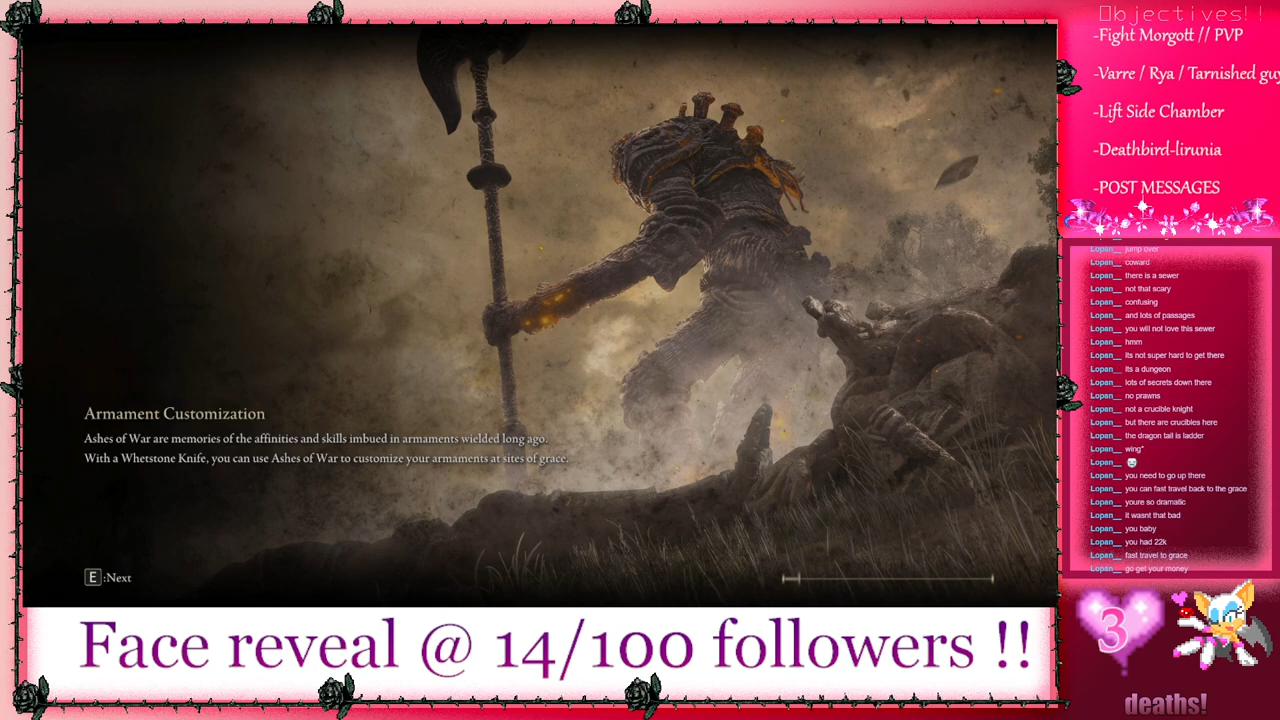 Objectives!!
-Fight Morgott // PVP
-Varre / Rya / Tarnished guy
-Lift Side Chamber
-Deathbird-lirunia
-POST MESSAGES
Lopan__ jump over
Lopan__ coward
Lopan__ there is a sewer
Lopan__ not that scary
Lopan__ confusing
Lopan__ and lots of passages
Lopan__ you will not love this sewer
Lopan__ hmm
Lopan__ Its not super hard to get there
Lopan__ its a dungeon
Lopan__ lots of secrets down there
Lopan__ no prawns
Lopan__ not a crucible knight
Lopan__ but there are crucibles here
Lopan__ the dragon tail is ladder
Lopan__ wing*
Lopan__
Lopan__ you need to go up there
Lopan__ you can fast travel back to the grace
Lopan__ youre so dramatic
Lopan__ it wasnt that bad
Lopan__ you baby
Lopan__ you had 22k
Lopan__ fast travel to grace
Lopan__ go get your money
Armament Customization
Ashes of War are memories of the affinities and skills imbued in armaments wielded long ago.
With a Whetstone Knife, you can use Ashes of War to customize your armaments at sites of grace.
E :Next
Face reveal @ 14/100 followers !!
3
deaths!